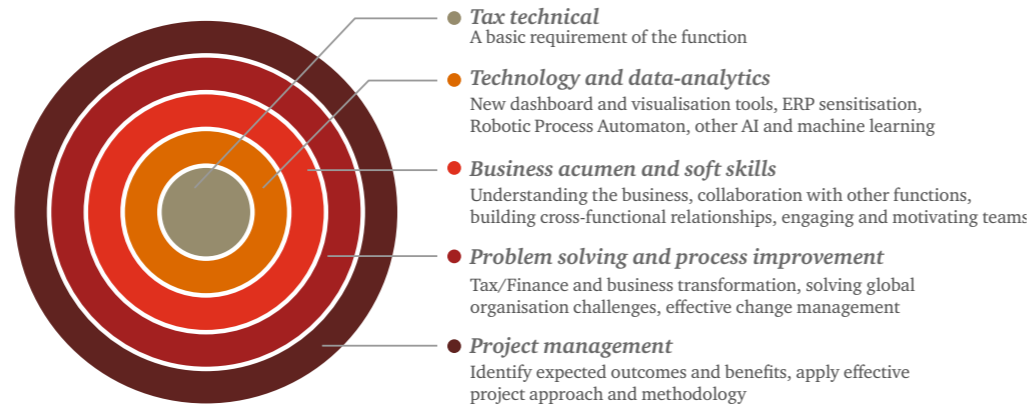 Tax technical
A basic requirement of the function
Technology and data-analytics
New dashboard and visualisation tools, ERP sensitisation,
Robotic Process Automaton, other AI and machine learning
Business acumen and soft skills
Understanding the business, collaboration with other functions,
building cross-functional relationships, engaging and motivating teams
Problem solving and process improvement
Tax/Finance and business transformation, solving global
organisation challenges, effective change management
Project management
Identify expected outcomes and benefits, apply effective
project approach and methodology